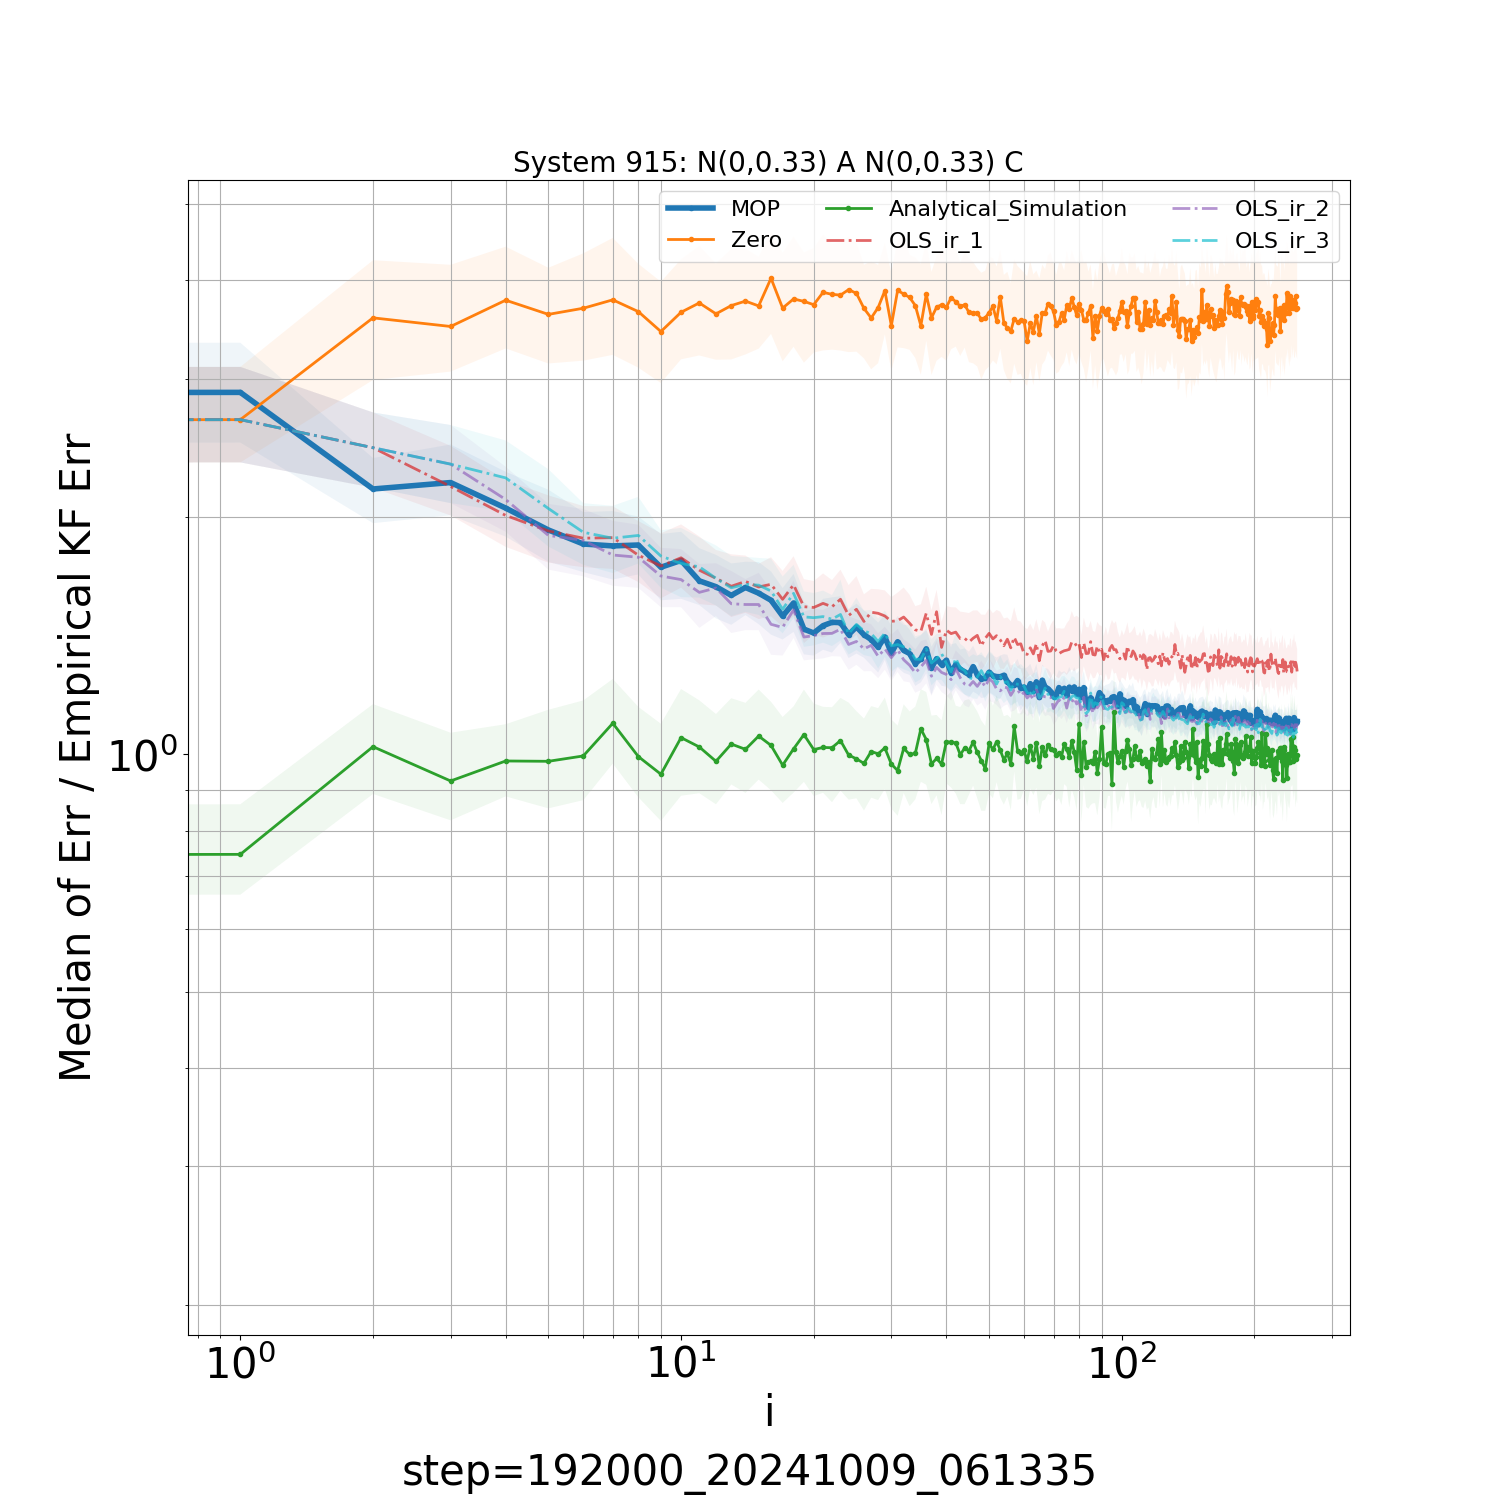 System 915: N(0,0.33) A N(0,0.33) C
MOP
Zero
Analytical_Simulation
OLS_ir_1
OLS_ir_2
OLS_ir_3
Median of Err / Empirical KF Err
10⁰
10⁰ 10¹ 10²
i
step=192000_20241009_061335